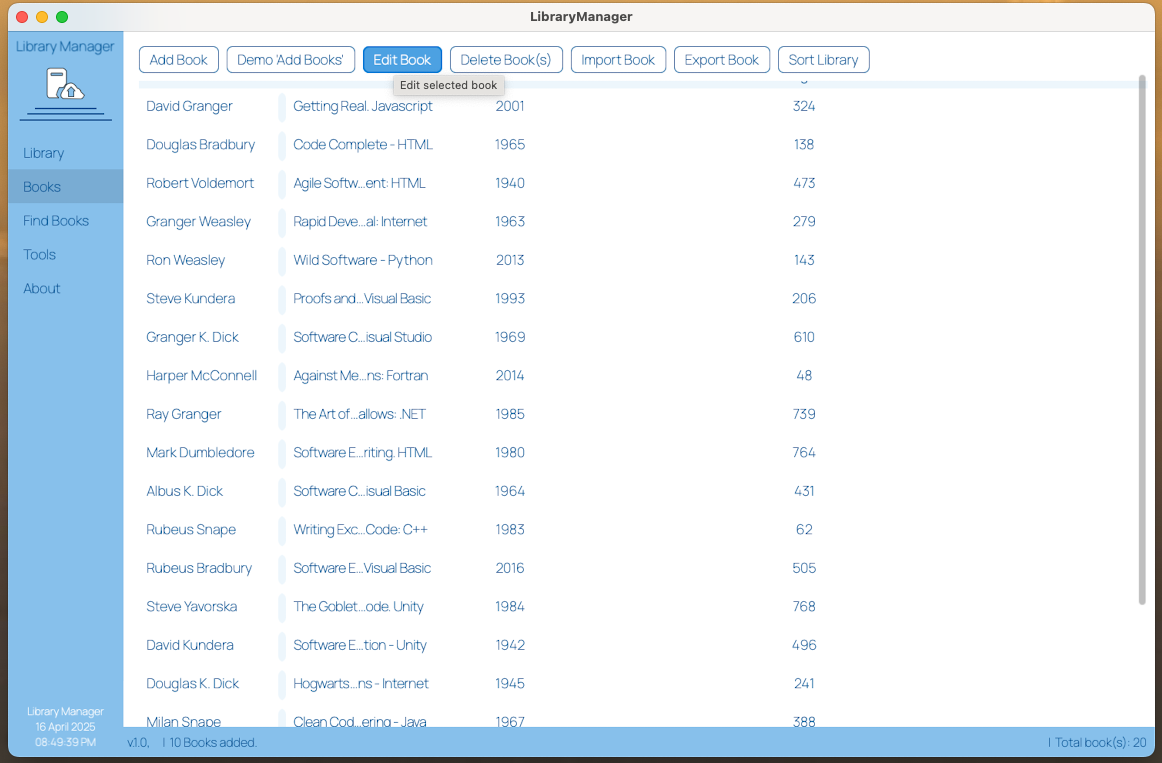 LibraryManager
Library Manager
Add Book Demo 'Add Books' Edit Book Delete Book(s) Import Book Export Book Sort Library
Edit selected book
Library
Books
Find Books
Tools
About
David Granger Getting Real. Javascript 2001 324
Douglas Bradbury Code Complete - HTML 1965 138
Robert Voldemort Agile Softw...ent: HTML 1940 473
Granger Weasley Rapid Deve...al: Internet 1963 279
Ron Weasley Wild Software - Python 2013 143
Steve Kundera Proofs and...Visual Basic 1993 206
Granger K. Dick Software C...isual Studio 1969 610
Harper McConnell Against Me...ns: Fortran 2014 48
Ray Granger The Art of...allows: .NET 1985 739
Mark Dumbledore Software E...riting. HTML 1980 764
Albus K. Dick Software C...isual Basic 1964 431
Rubeus Snape Writing Exc...Code: C++ 1983 62
Rubeus Bradbury Software E...Visual Basic 2016 505
Steve Yavorska The Goblet...ode. Unity 1984 768
David Kundera Software E...tion - Unity 1942 496
Douglas K. Dick Hogwarts...ns - Internet 1945 241
Milan Snape Clean Cod...ering - Java 1967 388
Library Manager
16 April 2025
08:49:39 PM
v.1.0, | 10 Books added. | Total book(s): 20